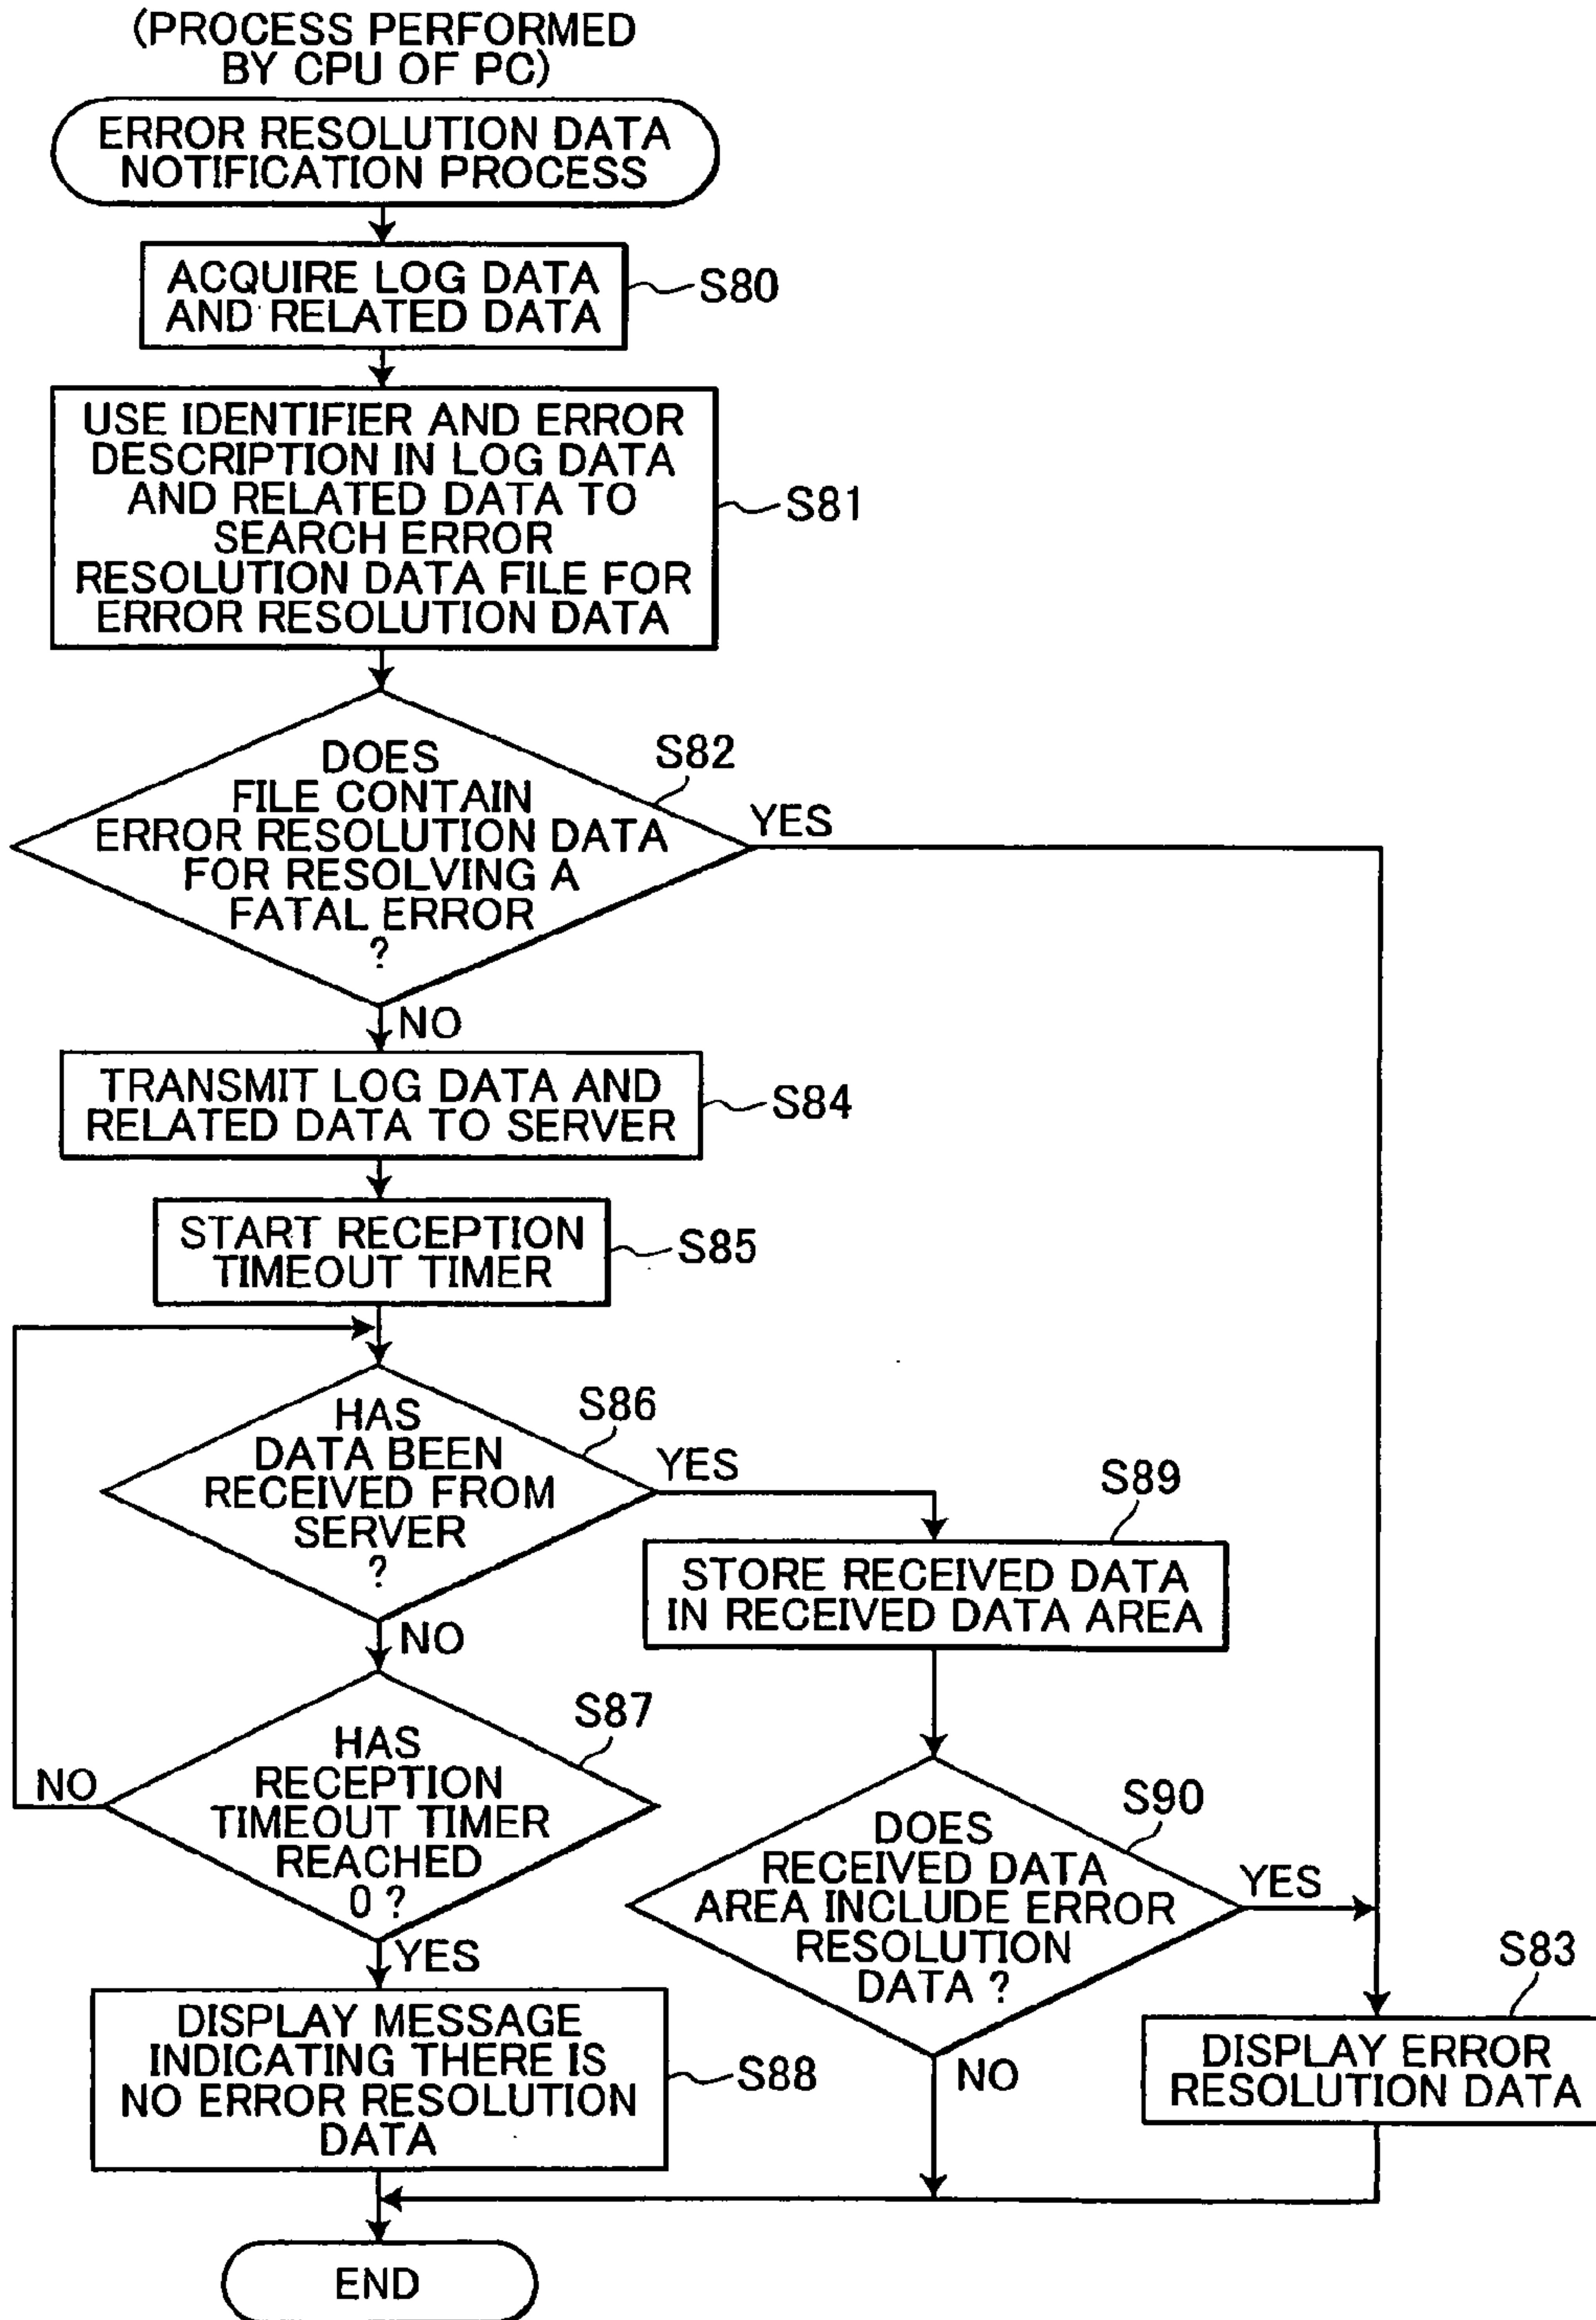 (PROCESS PERFORMED
BY CPU OF PC)
ERROR RESOLUTION DATA
NOTIFICATION PROCESS
ACQUIRE LOG DATA
AND RELATED DATA
S80
USE IDENTIFIER AND ERROR
DESCRIPTION IN LOG DATA
AND RELATED DATA TO
SEARCH ERROR
RESOLUTION DATA FILE FOR
ERROR RESOLUTION DATA
S81
DOES
FILE CONTAIN
ERROR RESOLUTION DATA
FOR RESOLVING A
FATAL ERROR
?
S82
YES
NO
TRANSMIT LOG DATA AND
RELATED DATA TO SERVER
S84
START RECEPTION
TIMEOUT TIMER
S85
HAS
DATA BEEN
RECEIVED FROM
SERVER
?
S86
YES
NO
S89
STORE RECEIVED DATA
IN RECEIVED DATA AREA
HAS
RECEPTION
TIMEOUT TIMER
REACHED
0 ?
S87
NO
YES
DOES
RECEIVED DATA
AREA INCLUDE ERROR
RESOLUTION
DATA ?
S90
YES
NO
S83
DISPLAY ERROR
RESOLUTION DATA
DISPLAY MESSAGE
INDICATING THERE IS
NO ERROR RESOLUTION
DATA
S88
END